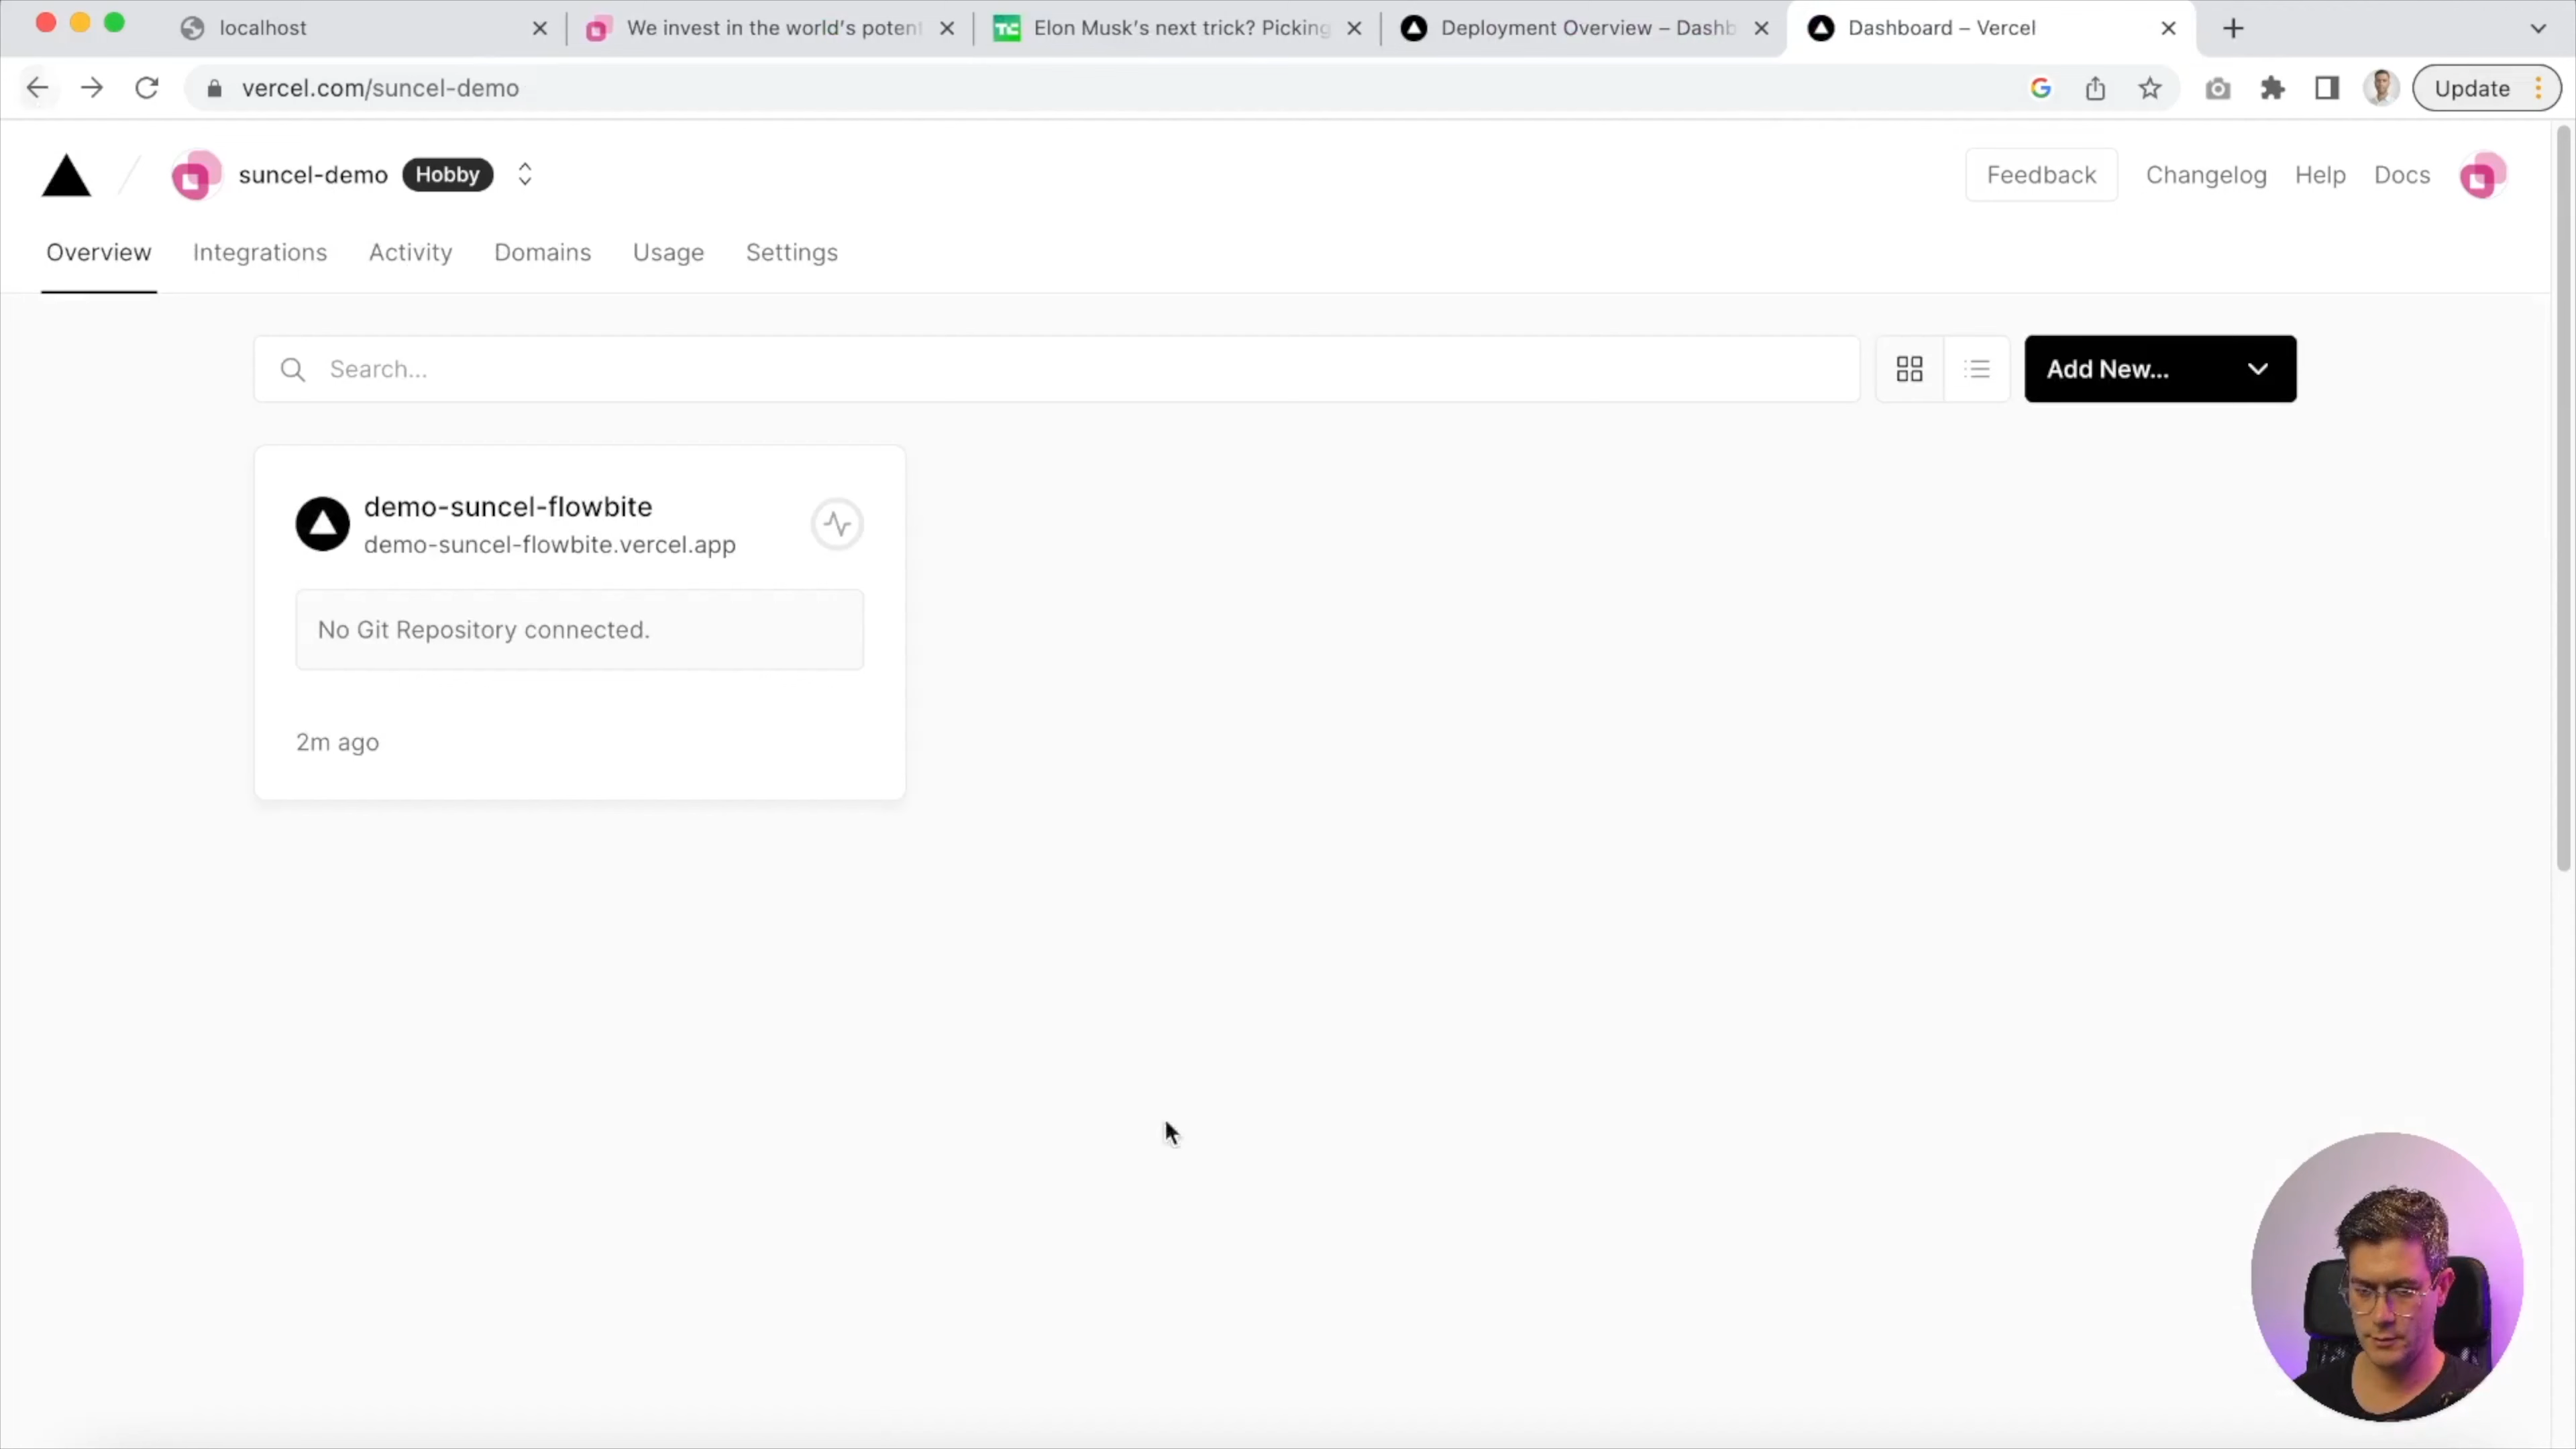 localhost
We invest in the world's potent
Elon Musk's next trick? Picking
Deployment Overview – Dashb
Dashboard – Vercel
vercel.com/suncel-demo
Update
suncel-demo
Hobby
Feedback
Changelog
Help
Docs
Overview
Integrations
Activity
Domains
Usage
Settings
Search...
Add New...
demo-suncel-flowbite
demo-suncel-flowbite.vercel.app
No Git Repository connected.
2m ago